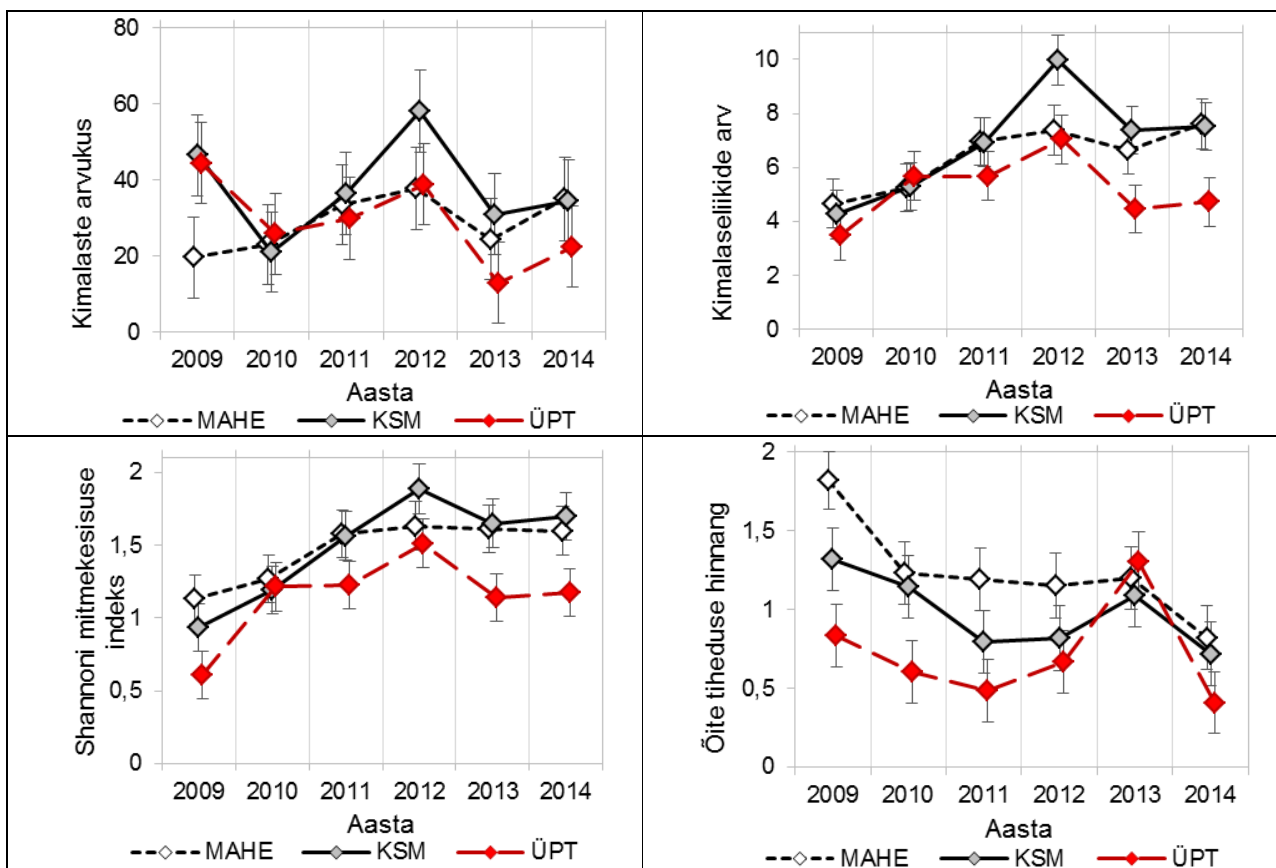 80
60
40
20
0
Kimalaste arvukus
2009 2010 2011 2012 2013 2014
Aasta
MAHE KSM ÜPT
10
8
6
4
2
0
Kimalaseliikide arv
2009 2010 2011 2012 2013 2014
Aasta
MAHE KSM ÜPT
2
1,5
1
0,5
0
Shannoni mitmekesisuse
indeks
2009 2010 2011 2012 2013 2014
Aasta
MAHE KSM ÜPT
2
1,5
1
0,5
0
Õite tiheduse hinnang
2009 2010 2011 2012 2013 2014
Aasta
MAHE KSM ÜPT